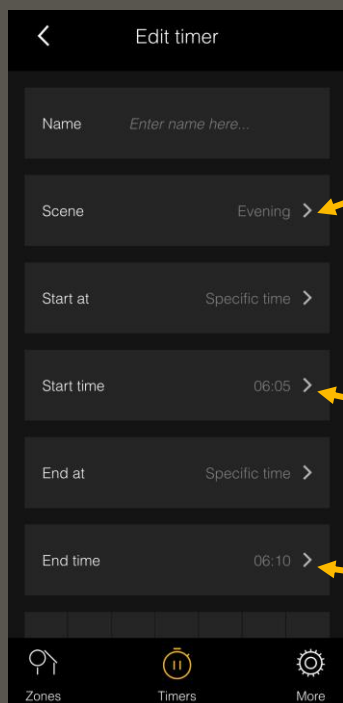 Edit timer
Name Enter name here...
Scene Evening
Start at Specific time
Start time 06:05
End at Specific time
End time 06:10
Zones Timers More